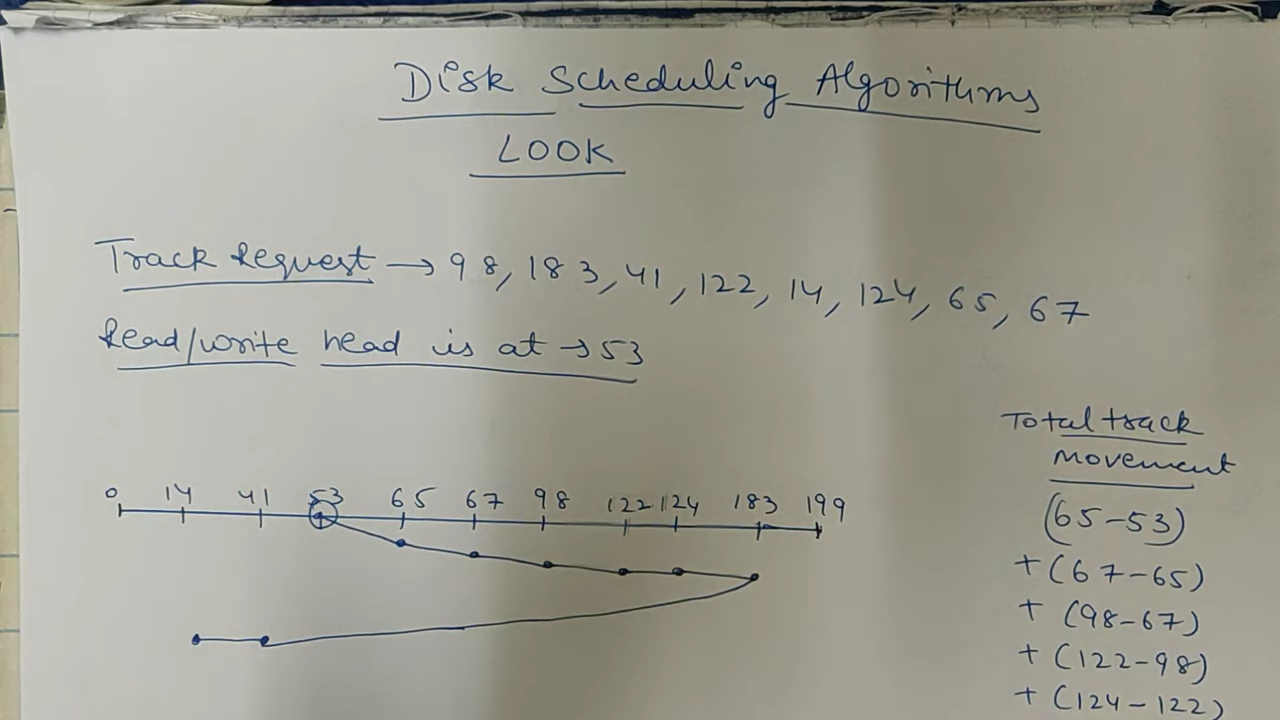 Disk Scheduling Algorithms
LOOK
Track Request → 98, 183, 41, 122, 14, 124, 65, 67
Read/write head is at → 53
0 14 41 53 65 67 98 122 124 183 199
Total track
movement
(65-53)
+(67-65)
+ (98-67)
+ (122-98)
+ (124-122)